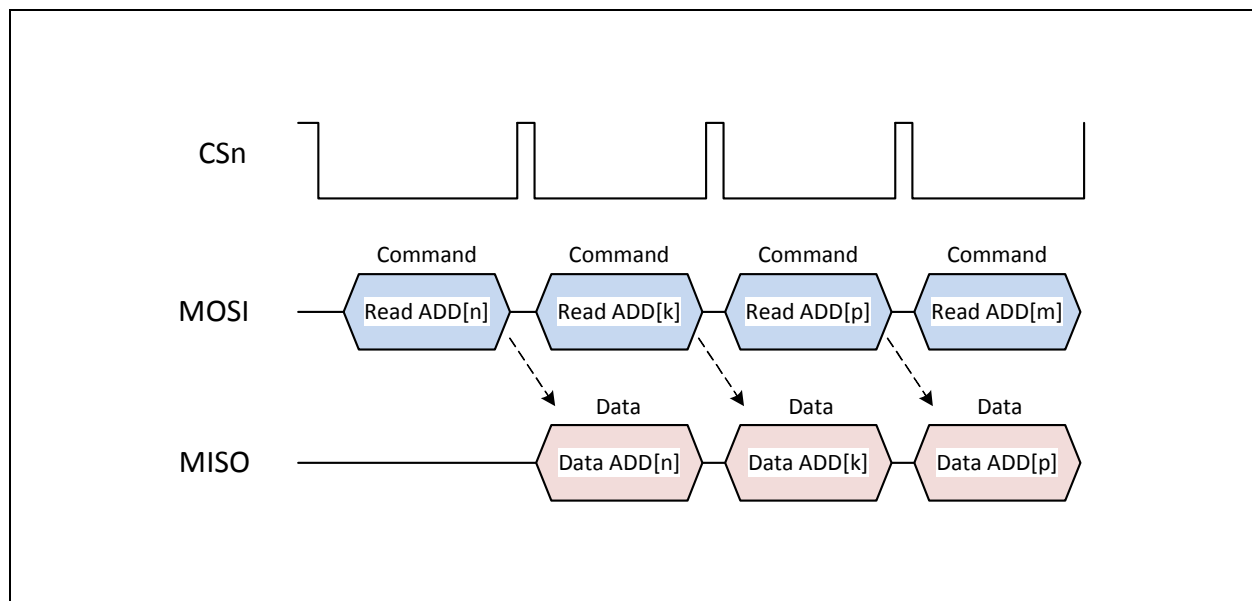 CSn
Command Command Command Command
MOSI Read ADD[n] Read ADD[k] Read ADD[p] Read ADD[m]
Data Data Data
MISO Data ADD[n] Data ADD[k] Data ADD[p]